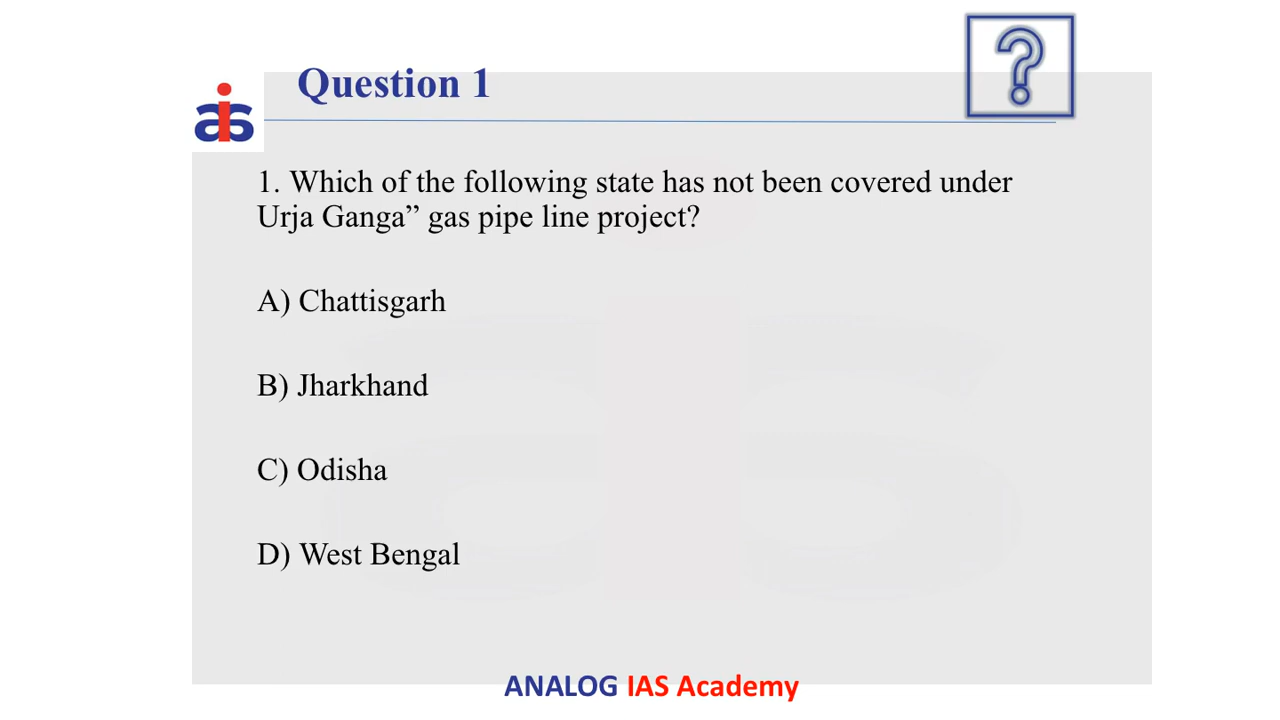 Question 1
1. Which of the following state has not been covered under
Urja Ganga” gas pipe line project?
A) Chattisgarh
B) Jharkhand
C) Odisha
D) West Bengal
ANALOG IAS Academy